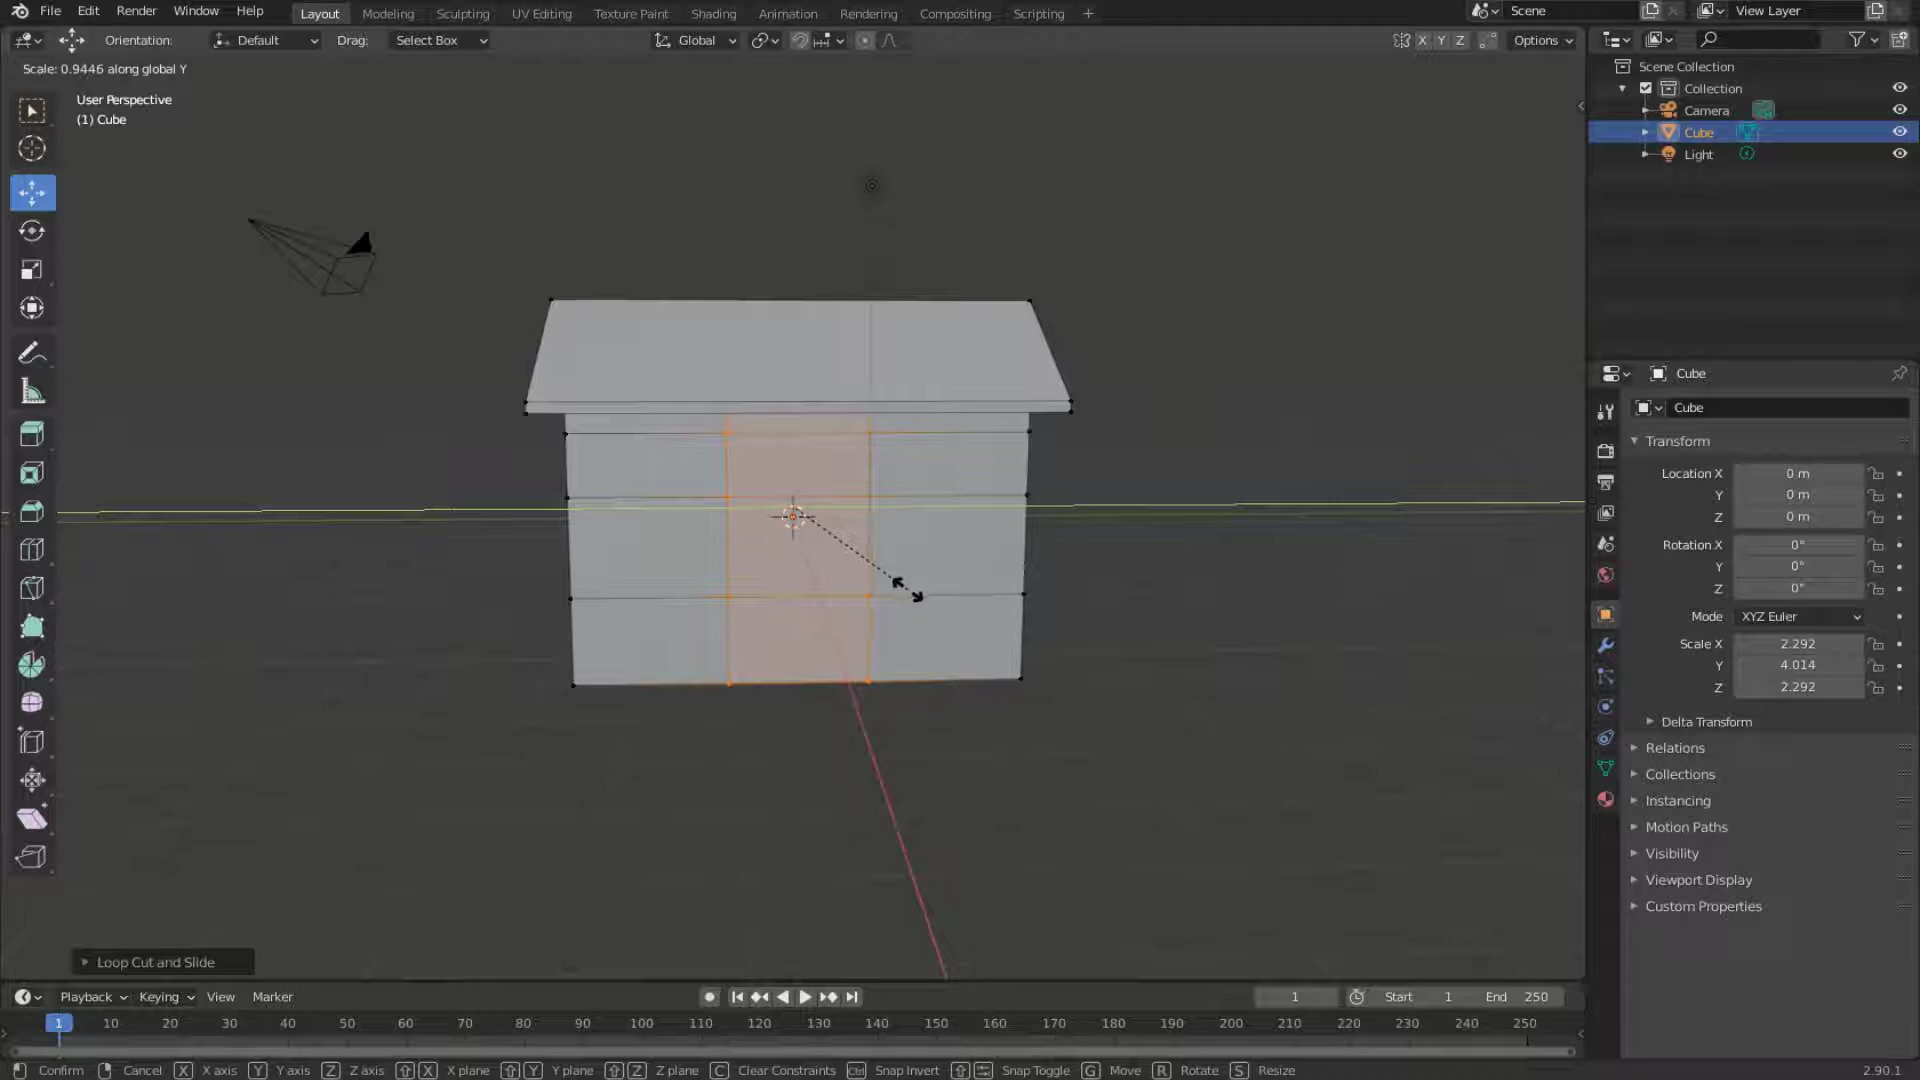 File Edit Render Window Help Layout Modeling Sculpting UV Editing Texture Paint Shading Animation Rendering Compositing Scripting + Scene View Layer
Orientation: Default Drag: Select Box Global X Y Z Options
Scale: 0.9446 along global Y
User Perspective
(1) Cube
Scene Collection
Collection
Camera
Cube
Light
Cube
Cube
Transform
Location X 0 m
Y 0 m
Z 0 m
Rotation X 0°
Y 0°
Z 0°
Mode XYZ Euler
Scale X 2.292
Y 4.014
Z 2.292
Delta Transform
Relations
Collections
Instancing
Motion Paths
Visibility
Viewport Display
Custom Properties
Loop Cut and Slide
Playback Keying View Marker 1 Start 1 End 250
1 10 20 30 40 50 60 70 80 90 100 110 120 130 140 150 160 170 180 190 200 210 220 230 240 250
Confirm Cancel X X axis Y Y axis Z Z axis X X plane Y Y plane Z Z plane C Clear Constraints Ctrl Snap Invert Snap Toggle G Move R Rotate S Resize 2.90.1